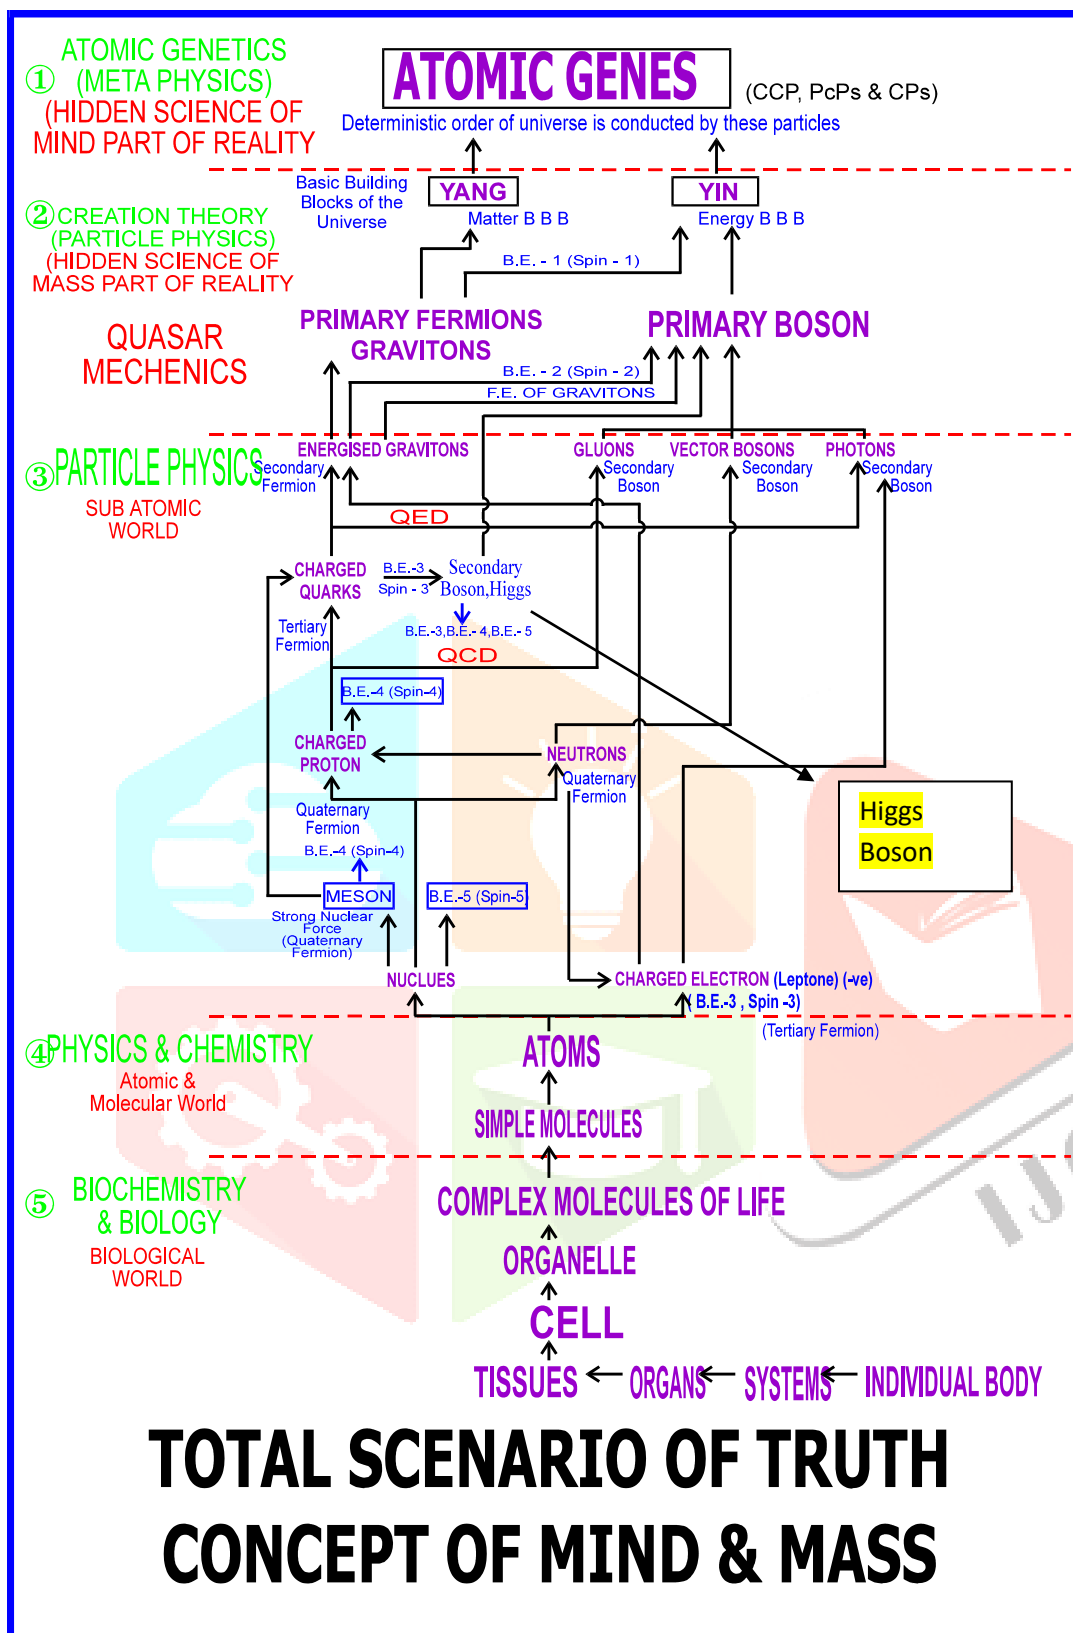 ATOMIC GENETICS
① (META PHYSICS)
(HIDDEN SCIENCE OF
MIND PART OF REALITY
ATOMIC GENES
(CCP, PcPs & CPs)
Deterministic order of universe is conducted by these particles
Basic Building
Blocks of the
Universe
YANG
Matter B B B
YIN
Energy B B B
② CREATION THEORY
(PARTICLE PHYSICS)
(HIDDEN SCIENCE OF
MASS PART OF REALITY
B.E. - 1 (Spin - 1)
QUASAR
MECHENICS
PRIMARY FERMIONS
GRAVITONS
PRIMARY BOSON
B.E. - 2 (Spin - 2)
F.E. OF GRAVITONS
ENERGISED GRAVITONS
GLUONS
VECTOR BOSONS
PHOTONS
③ PARTICLE PHYSICS
Secondary
Fermion
Secondary
Boson
Secondary
Boson
Secondary
Boson
SUB ATOMIC
WORLD
QED
CHARGED
QUARKS
B.E.-3
Spin - 3
Secondary
Boson,Higgs
B.E.-3,B.E.- 4,B.E.- 5
Tertiary
Fermion
QCD
B.E.-4 (Spin-4)
CHARGED
PROTON
NEUTRONS
Quaternary
Fermion
Quaternary
Fermion
Higgs
Boson
B.E.-4 (Spin-4)
MESON
B.E.-5 (Spin-5)
Strong Nuclear
Force
(Quaternary
Fermion)
NUCLUES
CHARGED ELECTRON (Leptone) (-ve)
( B.E.-3 , Spin -3)
(Tertiary Fermion)
④ PHYSICS & CHEMISTRY
Atomic &
Molecular World
ATOMS
SIMPLE MOLECULES
⑤ BIOCHEMISTRY
& BIOLOGY
BIOLOGICAL
WORLD
COMPLEX MOLECULES OF LIFE
ORGANELLE
CELL
TISSUES ORGANS SYSTEMS INDIVIDUAL BODY
TOTAL SCENARIO OF TRUTH
CONCEPT OF MIND & MASS